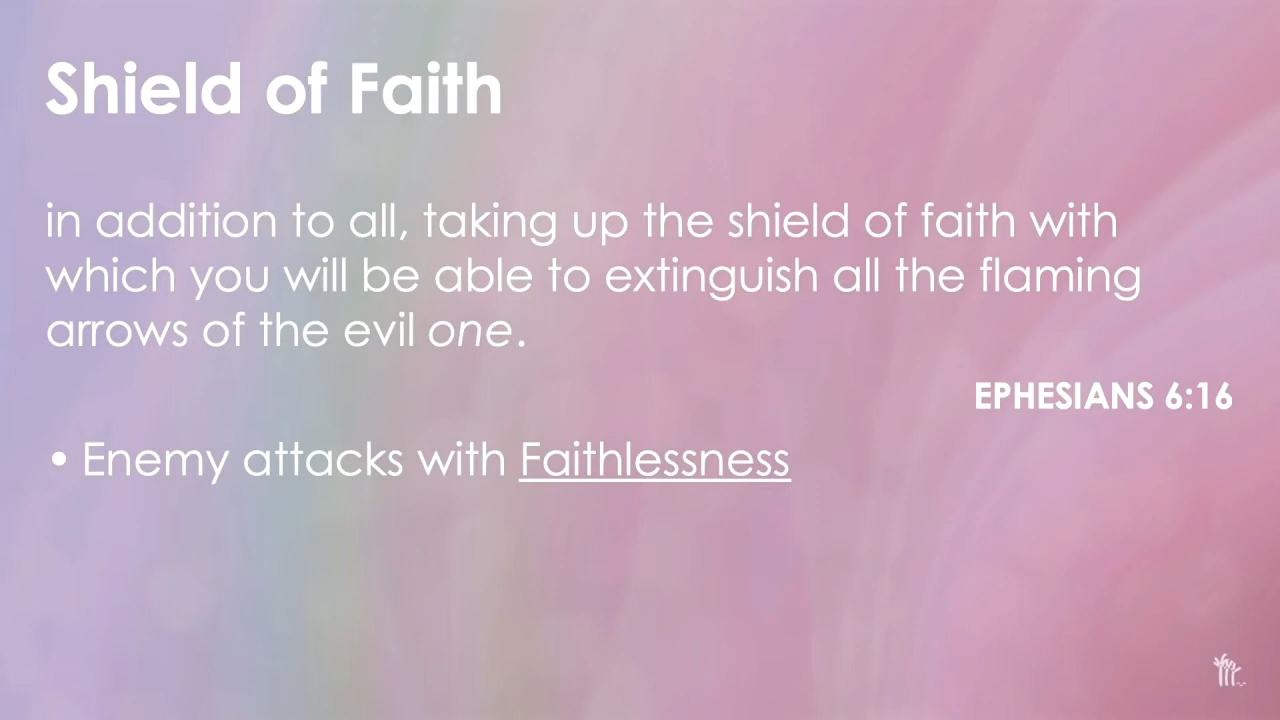 Shield of Faith
in addition to all, taking up the shield of faith with
which you will be able to extinguish all the flaming
arrows of the evil one.
EPHESIANS 6:16
• Enemy attacks with Faithlessness